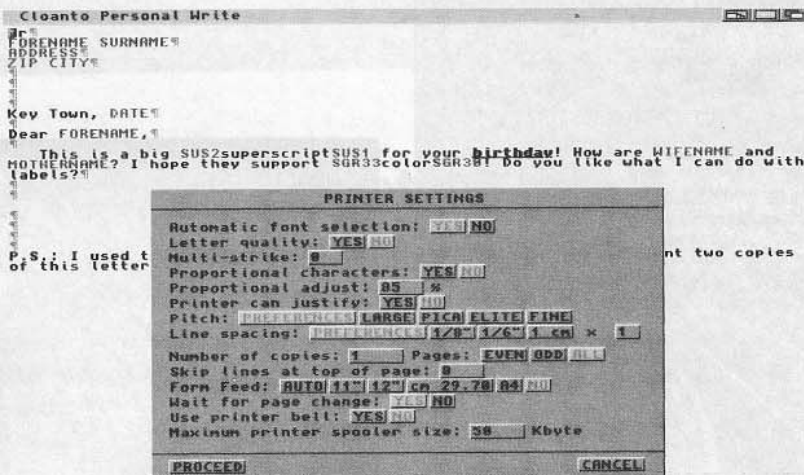 Cloanto Personal Write
Mr¶
FORENAME SURNAME¶
ADDRESS¶
ZIP CITY¶
¶
¶
¶
¶
Key Town, DATE¶
¶
Dear FORENAME,¶
¶
This is a big SUS2superscriptSUS1 for your birthday! How are WIFENAME and
MOTHERNAME? I hope they support SGR33colorSGR30! Do you like what I can do with
labels?¶
¶
¶
¶
¶
¶
¶
P.S.: I used t nt two copies
of this letter
PRINTER SETTINGS
Automatic font selection: YES NO
Letter quality: YES NO
Multi-strike: 0
Proportional characters: YES NO
Proportional adjust: 85 %
Printer can justify: YES NO
Pitch: PREFERENCES LARGE PICA ELITE FINE
Line spacing: PREFERENCES 1/8" 1/6" 1 cm × 1
Number of copies: 1 Pages: EVEN ODD ALL
Skip lines at top of page: 0
Form Feed: AUTO 11" 12" cm 29.70 A4 NO
Wait for page change: YES NO
Use printer bell: YES NO
Maximum printer spooler size: 50 Kbyte
PROCEED CANCEL